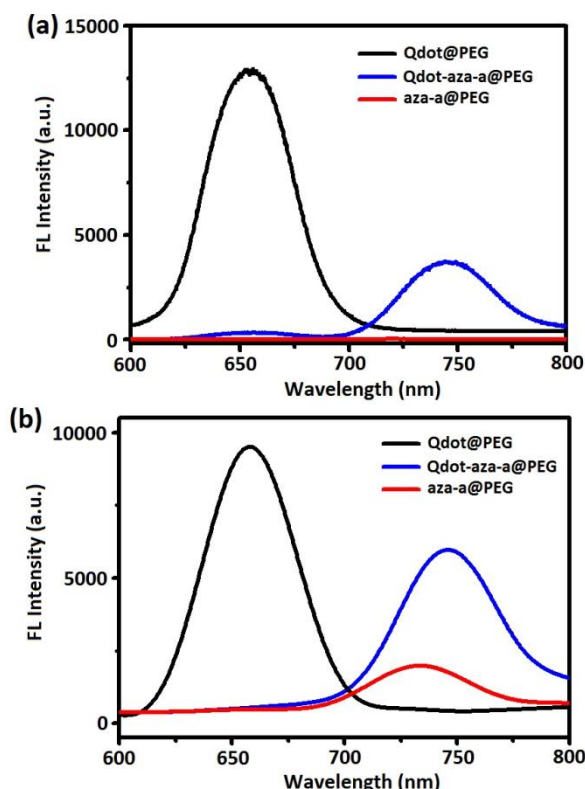 (a)
15000
10000
5000
0
FL Intensity (a.u.)
Qdot@PEG
Qdot-aza-a@PEG
aza-a@PEG
600 650 700 750 800
Wavelength (nm)
(b)
10000
5000
0
FL Intensity (a.u.)
Qdot@PEG
Qdot-aza-a@PEG
aza-a@PEG
600 650 700 750 800
Wavelength (nm)